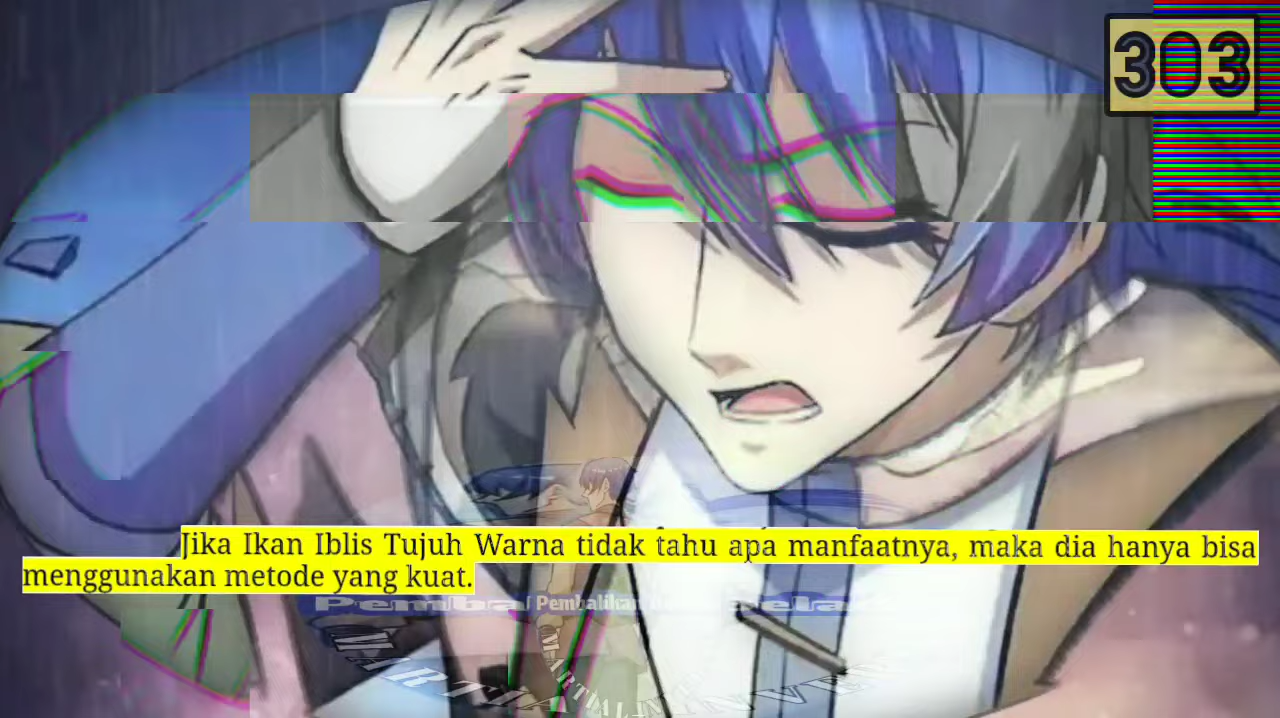 303
Jika Ikan Iblis Tujuh Warna tidak tahu apa manfaatnya, maka dia hanya bisa
menggunakan metode yang kuat.